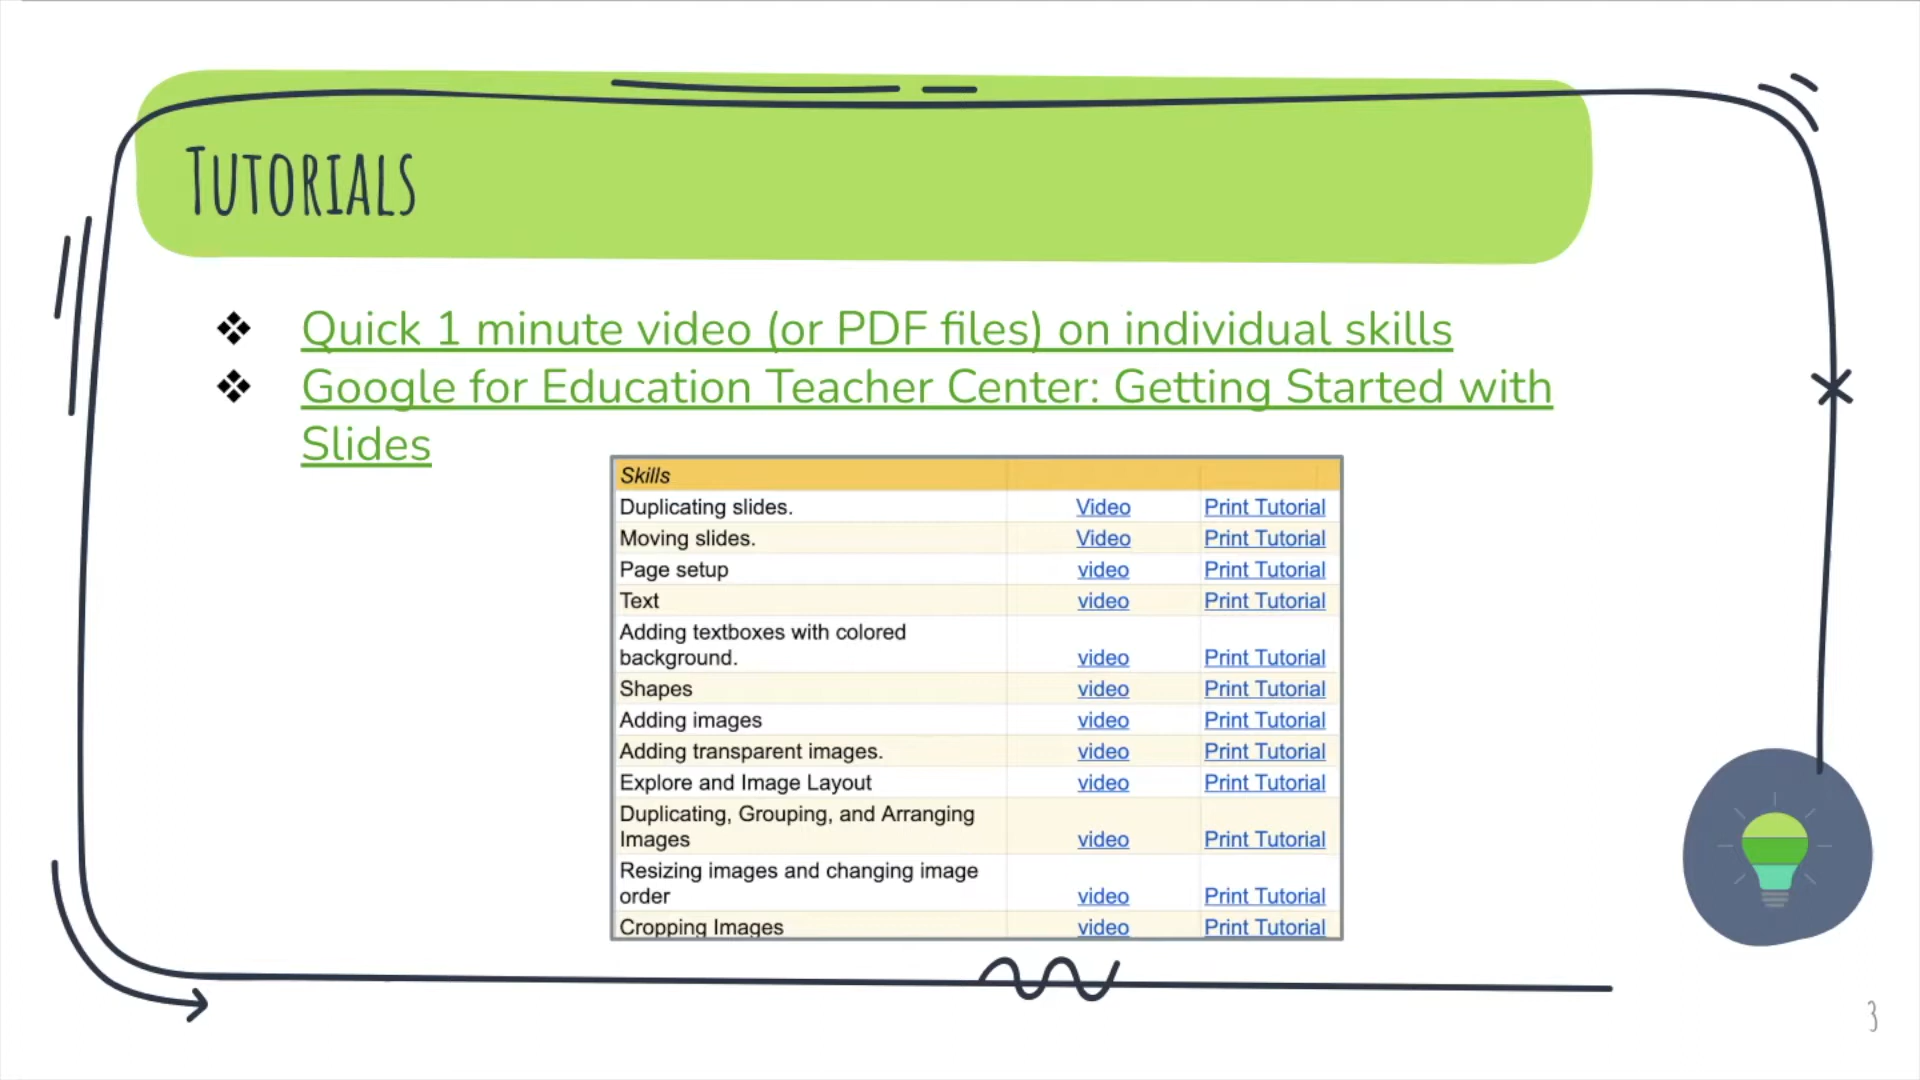 Tutorials
❖ Quick 1 minute video (or PDF files) on individual skills
❖ Google for Education Teacher Center: Getting Started with
Slides
Skills
Duplicating slides. Video Print Tutorial
Moving slides. Video Print Tutorial
Page setup video Print Tutorial
Text video Print Tutorial
Adding textboxes with colored
background. video Print Tutorial
Shapes video Print Tutorial
Adding images video Print Tutorial
Adding transparent images. video Print Tutorial
Explore and Image Layout video Print Tutorial
Duplicating, Grouping, and Arranging
Images video Print Tutorial
Resizing images and changing image
order video Print Tutorial
Cropping Images video Print Tutorial
3